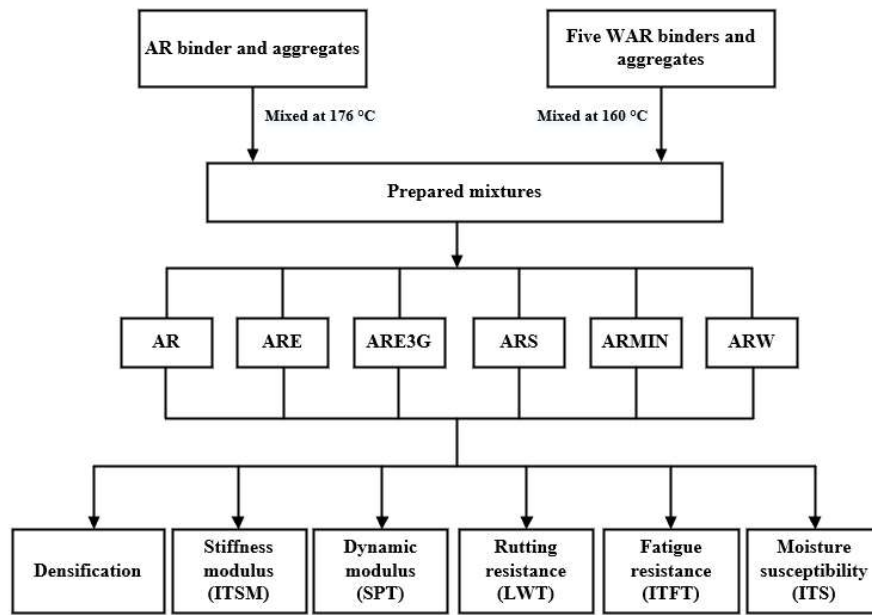 AR binder and aggregates
Five WAR binders and
aggregates
Mixed at 176 °C
Mixed at 160 °C
Prepared mixtures
AR
ARE
ARE3G
ARS
ARMIN
ARW
Densification
Stiffness
modulus
(ITSM)
Dynamic
modulus
(SPT)
Rutting
resistance
(LWT)
Fatigue
resistance
(ITFT)
Moisture
susceptibility
(ITS)